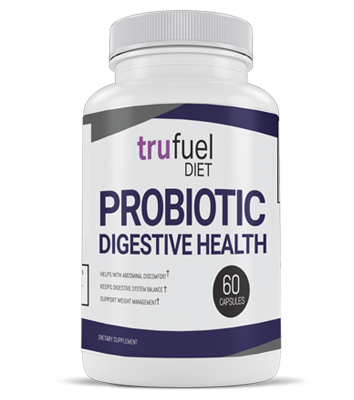 trufuel
DIET
PROBIOTIC
DIGESTIVE HEALTH
HELPS WITH ABDOMINAL DISCOMFORT†
KEEPS DIGESTIVE SYSTEM BALANCE†
SUPPORT WEIGHT MANAGEMENT†
60
CAPSULES
DIETARY SUPPLEMENT